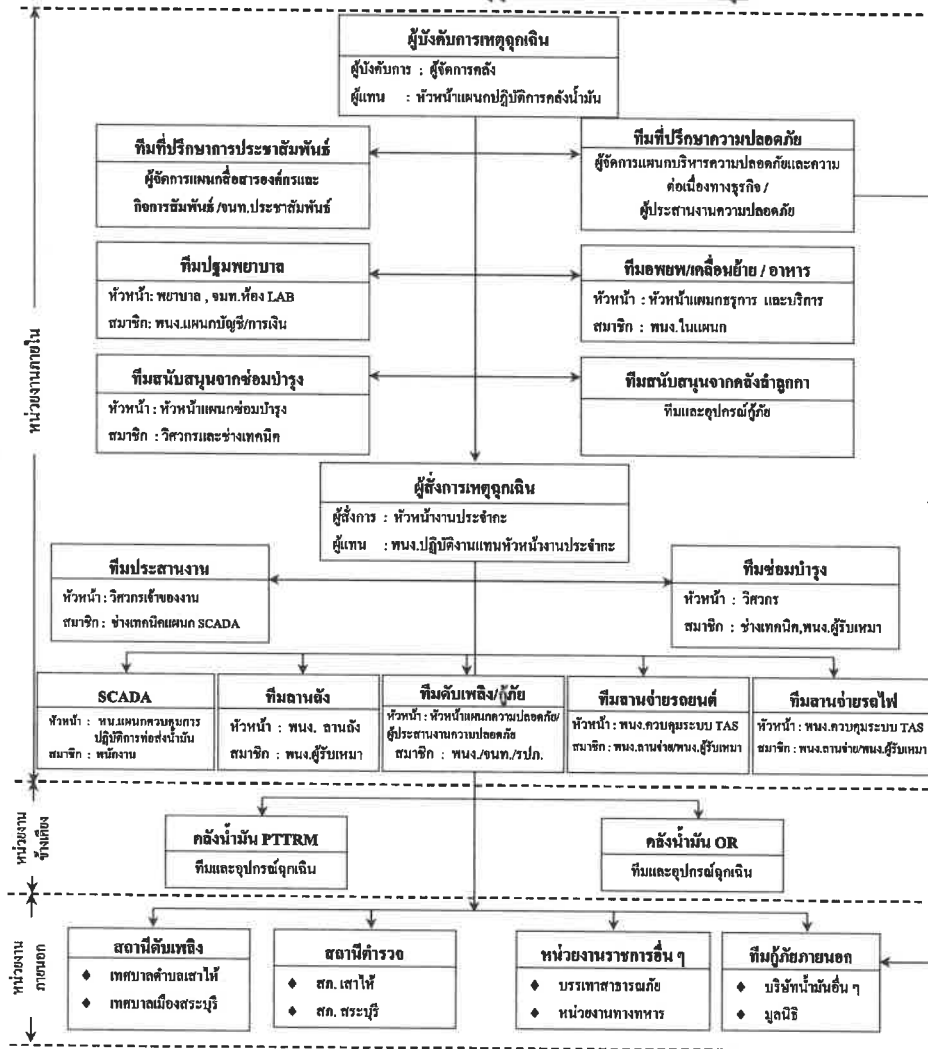 ผู้บังคับการเหตุฉุกเฉิน
ผู้บังคับการ : ผู้จัดการคลัง
ผู้แทน : หัวหน้าแผนกปฏิบัติการคลังน้ำมัน
ทีมที่ปรึกษาการประชาสัมพันธ์
ผู้จัดการแผนกสื่อสารองค์กรและ
กิจการสัมพันธ์ /จนท.ประชาสัมพันธ์
ทีมที่ปรึกษาความปลอดภัย
ผู้จัดการแผนกบริหารความปลอดภัยและความ
ต่อเนื่องทางธุรกิจ /
ผู้ประสานงานความปลอดภัย
ทีมปฐมพยาบาล
หัวหน้า: พยาบาล , จนท.ห้อง LAB
สมาชิก: พนง.แผนกบัญชี/การเงิน
ทีมอพยพ/เคลื่อนย้าย / อาหาร
หัวหน้า : หัวหน้าแผนกธุรการ และบริการ
สมาชิก : พนง.ในแผนก
หน่วยงานภายใน
ทีมสนับสนุนจากซ่อมบำรุง
หัวหน้า : หัวหน้าแผนกซ่อมบำรุง
สมาชิก : วิศวกรและช่างเทคนิค
ทีมสนับสนุนจากคลังลำลูกกา
ทีมและอุปกรณ์กู้ภัย
ผู้สั่งการเหตุฉุกเฉิน
ผู้สั่งการ : หัวหน้างานประจำกะ
ผู้แทน : พนง.ปฏิบัติงานแทนหัวหน้างานประจำกะ
ทีมประสานงาน
หัวหน้า : วิศวกรเจ้าของงาน
สมาชิก : ช่างเทคนิคแผนก SCADA
ทีมซ่อมบำรุง
หัวหน้า : วิศวกร
สมาชิก : ช่างเทคนิค,พนง.ผู้รับเหมา
SCADA
หัวหน้า : หน.แผนกควบคุมการ
ปฏิบัติการท่อส่งน้ำมัน
สมาชิก : พนักงาน
ทีมลานถัง
หัวหน้า : พนง. ลานถัง
สมาชิก : พนง.ผู้รับเหมา
ทีมดับเพลิง/กู้ภัย
หัวหน้า : หัวหน้าแผนกความปลอดภัย/
ผู้ประสานงานความปลอดภัย
สมาชิก : พนง./จนท./รปภ.
ทีมลานจ่ายรถยนต์
หัวหน้า : พนง.ควบคุมระบบ TAS
สมาชิก : พนง.ลานจ่าย/พนง.ผู้รับเหมา
ทีมลานจ่ายรถไฟ
หัวหน้า : พนง.ควบคุมระบบ TAS
สมาชิก : พนง.ลานจ่าย/พนง.ผู้รับเหมา
หน่วยงาน
ข้างเคียง
คลังน้ำมัน PTTRM
ทีมและอุปกรณ์ฉุกเฉิน
คลังน้ำมัน OR
ทีมและอุปกรณ์ฉุกเฉิน
หน่วยงาน
ภายนอก
สถานีดับเพลิง
♦ เทศบาลตำบลเสาไห้
♦ เทศบาลเมืองสระบุรี
สถานีตำรวจ
♦ สภ. เสาไห้
♦ สภ. สระบุรี
หน่วยงานราชการอื่น ๆ
♦ บรรเทาสาธารณภัย
♦ หน่วยงานทางทหาร
ทีมกู้ภัยภายนอก
♦ บริษัทน้ำมันอื่น ๆ
♦ มูลนิธิ